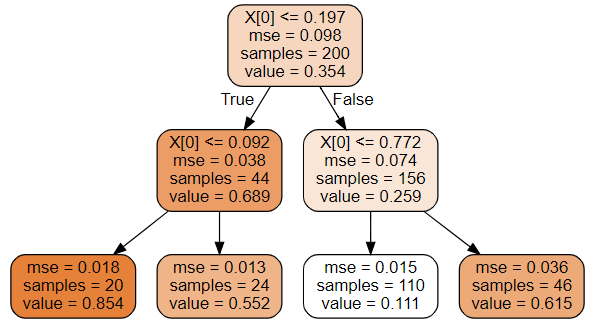 X[0] <= 0.197
mse = 0.098
samples = 200
value = 0.354
True
False
X[0] <= 0.092
mse = 0.038
samples = 44
value = 0.689
X[0] <= 0.772
mse = 0.074
samples = 156
value = 0.259
mse = 0.018
samples = 20
value = 0.854
mse = 0.013
samples = 24
value = 0.552
mse = 0.015
samples = 110
value = 0.111
mse = 0.036
samples = 46
value = 0.615